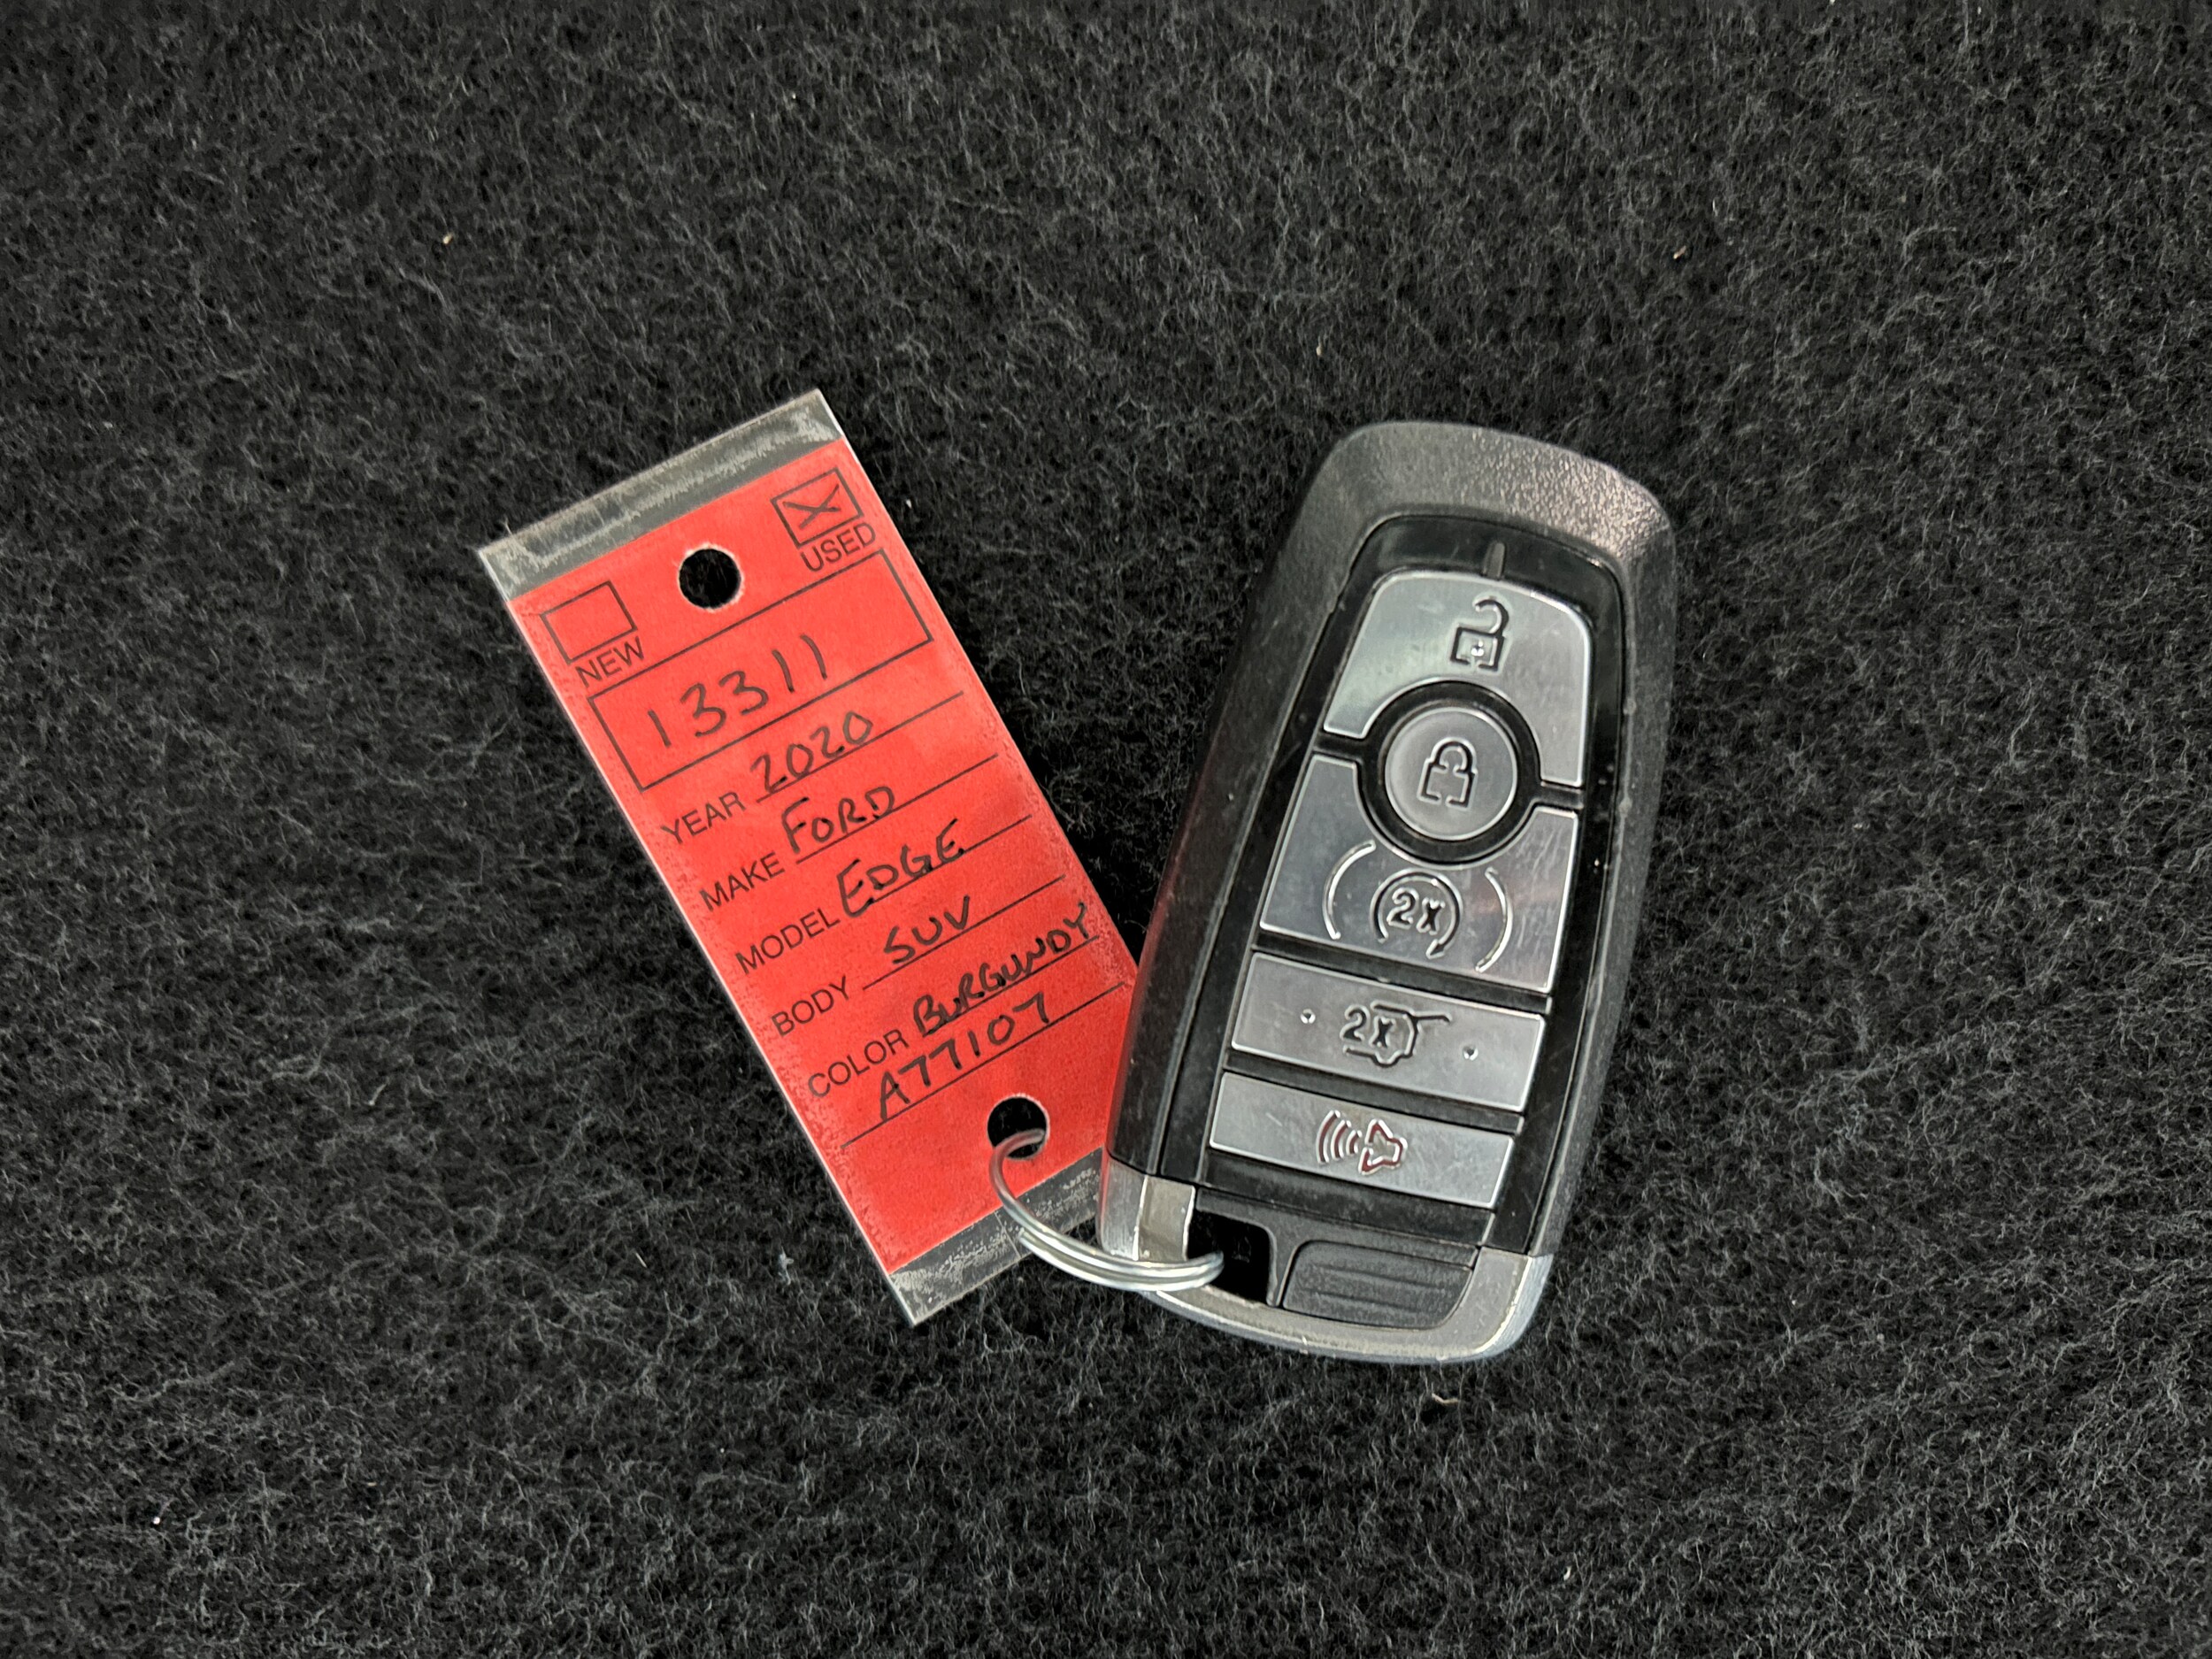 USED
NEW
13311
YEAR 2020
MAKE FORD
MODEL EDGE
BODY SUV
COLOR BURGUNDY
A77107
2x
2x